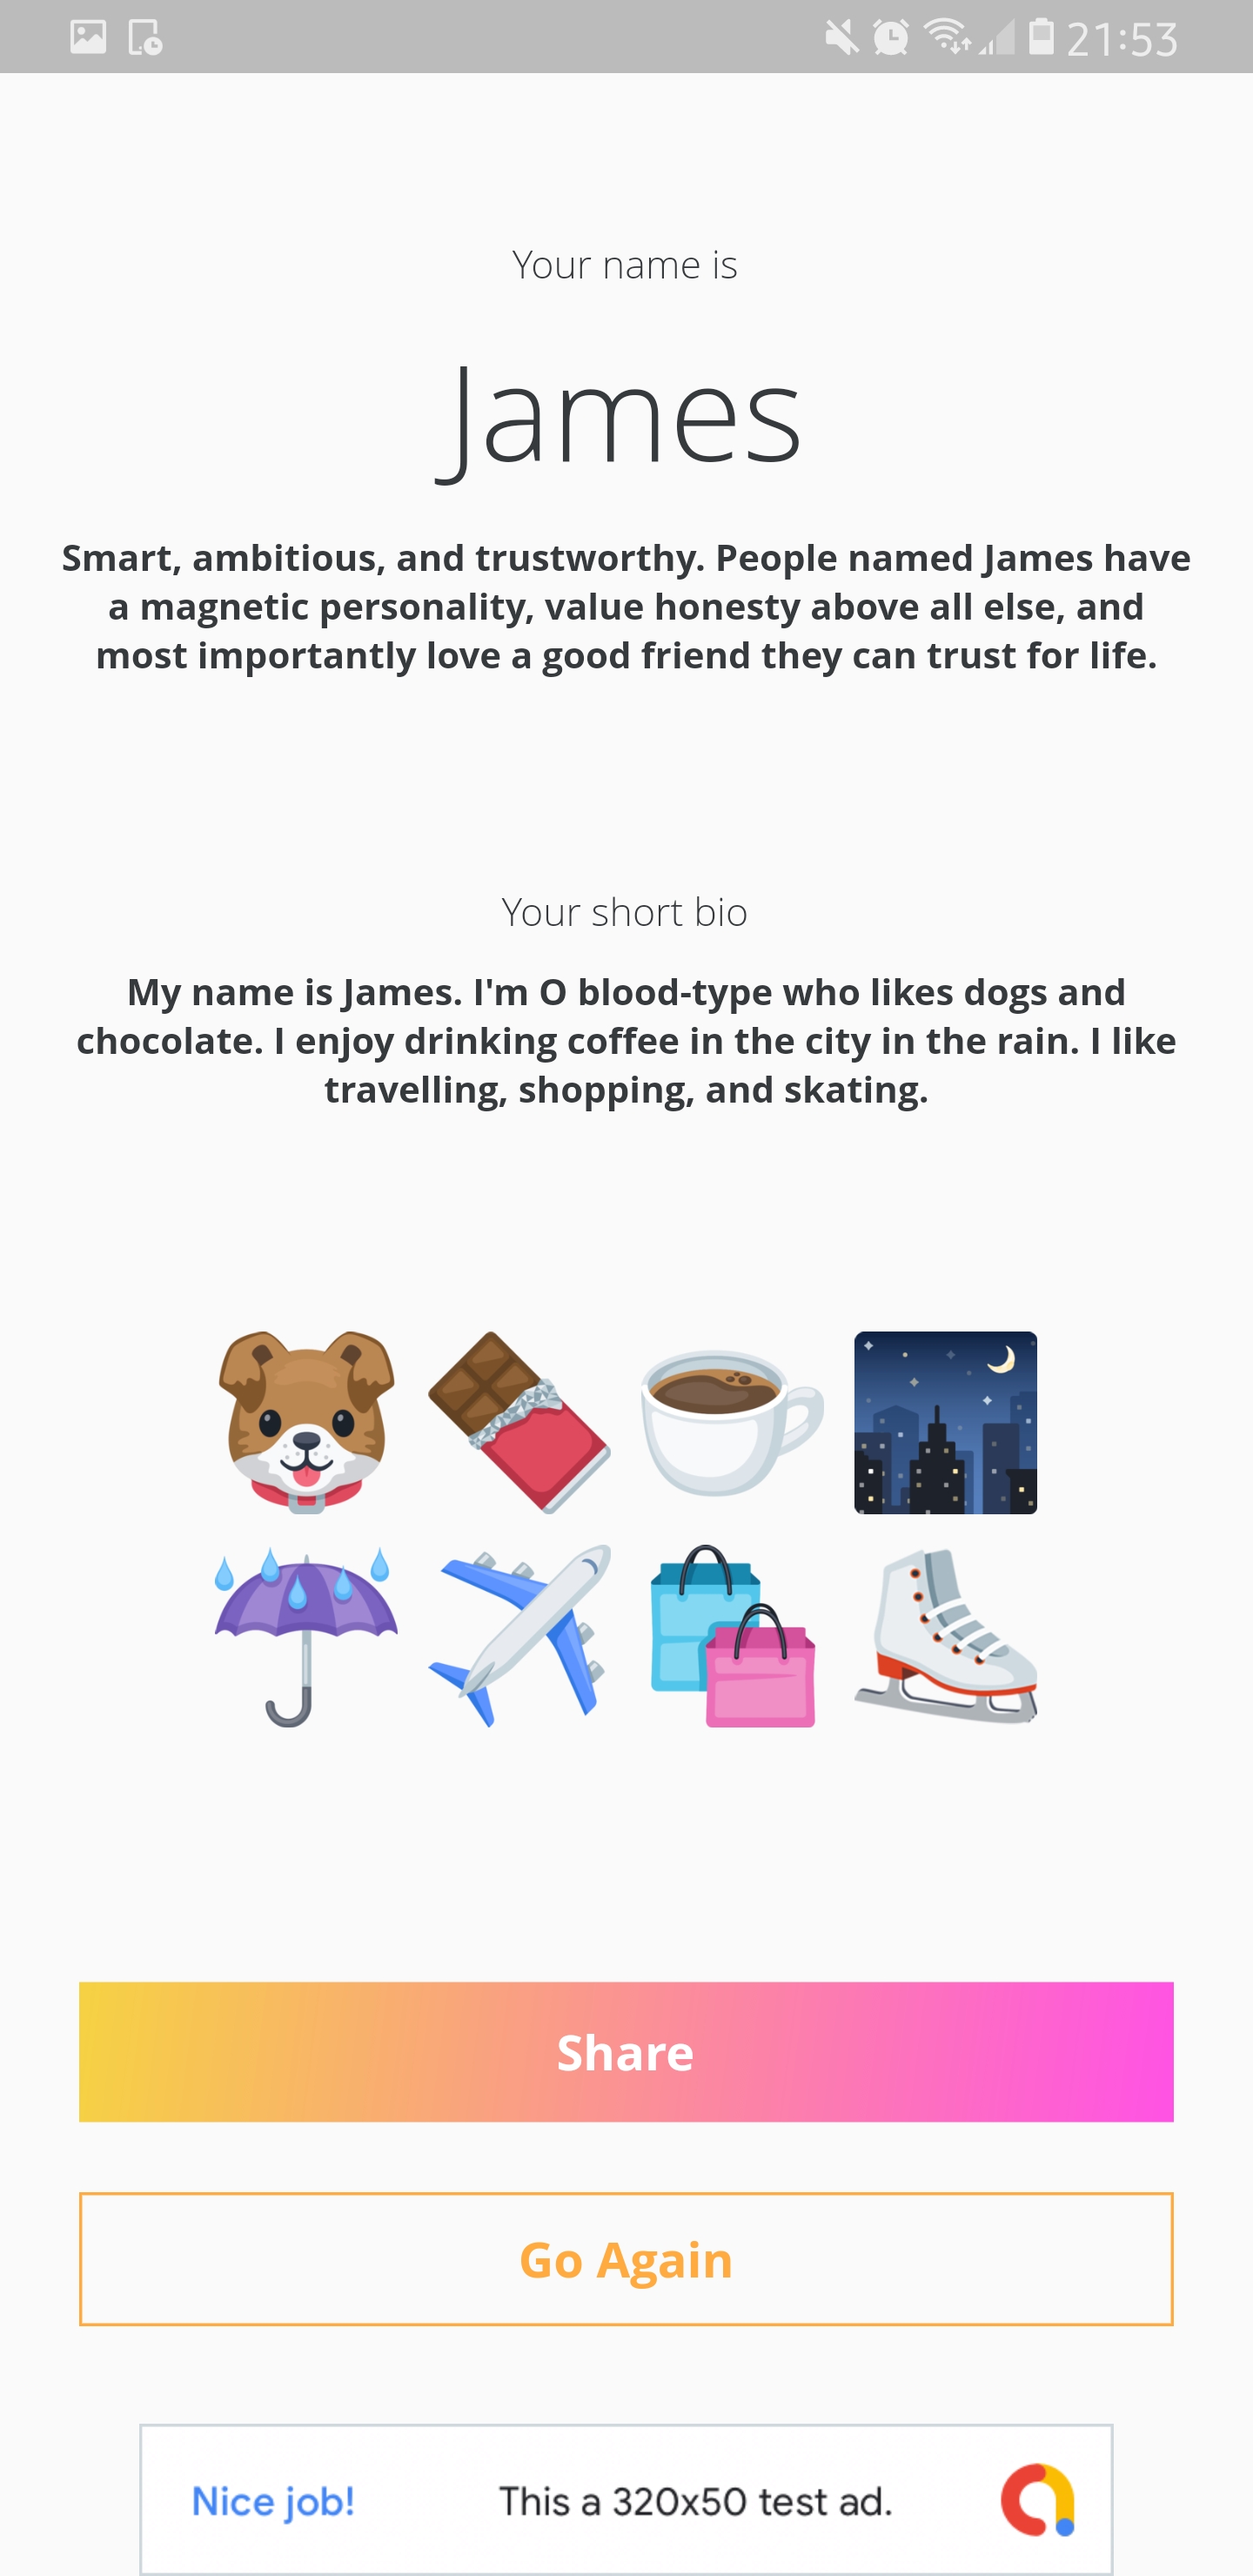 21:53
Your name is
James
Smart, ambitious, and trustworthy. People named James have
a magnetic personality, value honesty above all else, and
most importantly love a good friend they can trust for life.
Your short bio
My name is James. I'm O blood-type who likes dogs and
chocolate. I enjoy drinking coffee in the city in the rain. I like
travelling, shopping, and skating.
Share
Go Again
Nice job! This a 320x50 test ad.